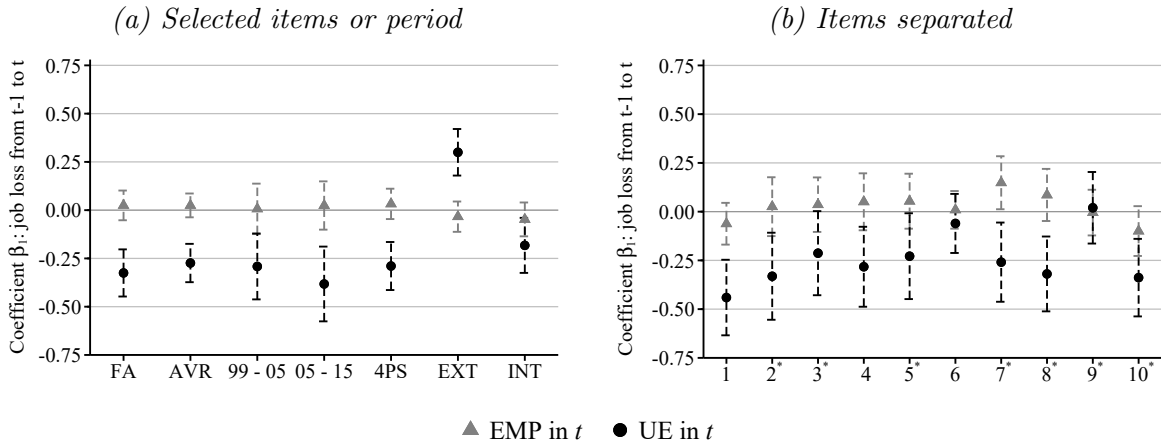 (a) Selected items or period
Coefficient β₁: job loss from t-1 to t
0.75
0.50
0.25
0.00
-0.25
-0.50
-0.75
FA AVR 99 - 05 05 - 15 4PS EXT INT
(b) Items separated
Coefficient β₁: job loss from t-1 to t
0.75
0.50
0.25
0.00
-0.25
-0.50
-0.75
1 2* 3* 4 5* 6 7* 8* 9* 10*
EMP in t UE in t